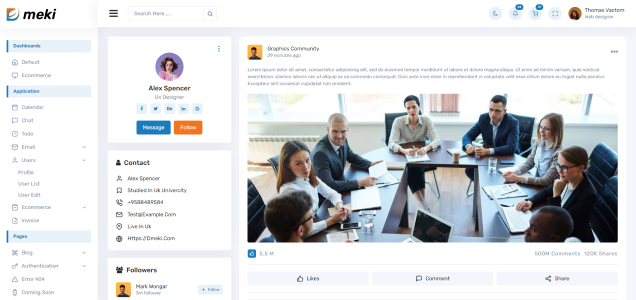 meki
Search Here ....
Thomas Vactom
Web designer
Dashboards
Default
Ecommerce
Application
Calendar
Chat
Todo
Email
Users
Profile
User List
User Edit
Ecommerce
Invoice
Pages
Blog
Authentication
Error 404
Coming Soon
Alex Spencer
Ux Designer
Message
Follow
Contact
Alex Spencer
Studied In Uk Univercity
+9588489584
Test@Example.Com
Live In Uk
Https://Dmeki.Com
Followers
Mark Wongar
5m follower
+ Follow
Graphics Community
29 minutes ago
Lorem ipsum dolor sit amet, consectetur adipisicing elit, sed do eiusmod tempor incididunt ut labore et dolore magna aliqua. Ut enim ad minim veniam, quis nostrud
exercitation ullamco laboris nisi ut aliquip ex ea commodo consequat. Duis aute irure dolor in reprehenderit in voluptate velit esse cillum dolore eu fugiat nulla pariatur.
Excepteur sint occaecat cupidatat non proident.
5.5 M
500M Comments
120K Shares
Likes
Comment
Share